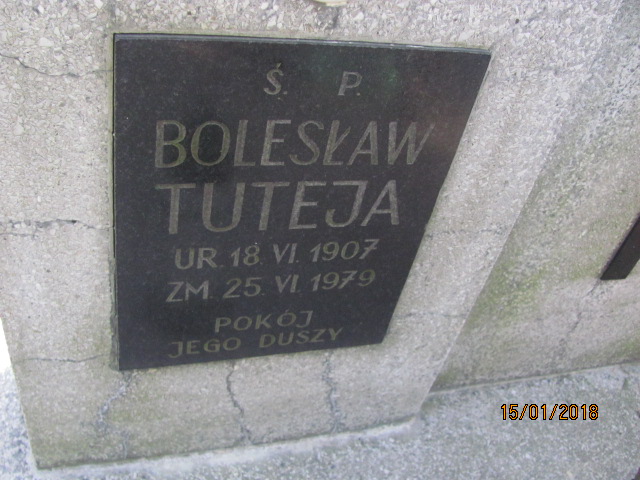 Ś. P.
BOLESŁAW
TUTEJA
UR. 18. VI. 1907
ZM. 25. VI. 1979
POKÓJ
JEGO DUSZY
15/01/2018